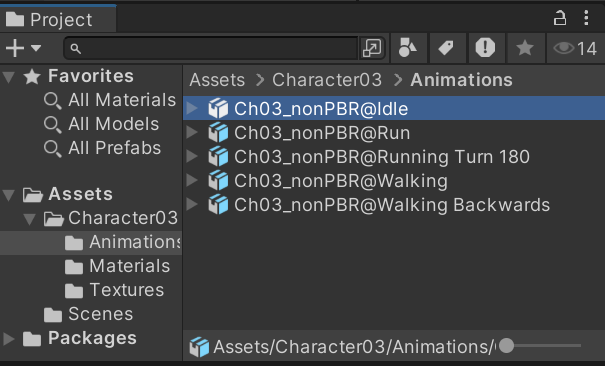 Project
14
Favorites
All Materials
All Models
All Prefabs
Assets
Character03
Animations
Materials
Textures
Scenes
Packages
Assets > Character03 > Animations
Ch03_nonPBR@Idle
Ch03_nonPBR@Run
Ch03_nonPBR@Running Turn 180
Ch03_nonPBR@Walking
Ch03_nonPBR@Walking Backwards
Assets/Character03/Animations/